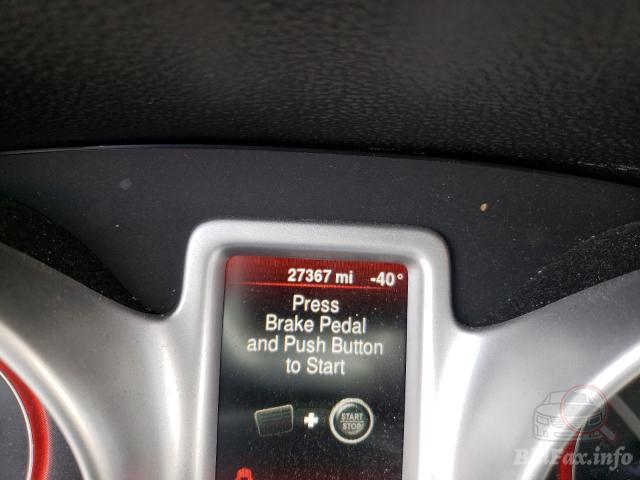 27367 mi -40°
Press
Brake Pedal
and Push Button
to Start
+ START
STOP
BidFax.info